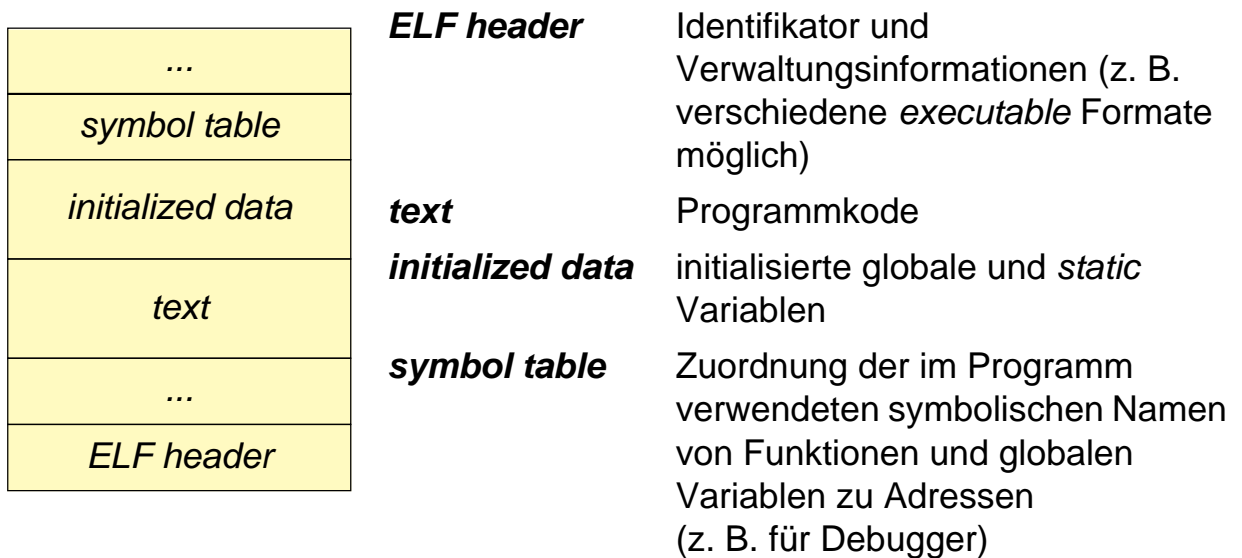 ...
symbol table
initialized data
text
...
ELF header
ELF header Identifikator und
Verwaltungsinformationen (z. B.
verschiedene executable Formate
möglich)
text Programmkode
initialized data initialisierte globale und static
Variablen
symbol table Zuordnung der im Programm
verwendeten symbolischen Namen
von Funktionen und globalen
Variablen zu Adressen
(z. B. für Debugger)